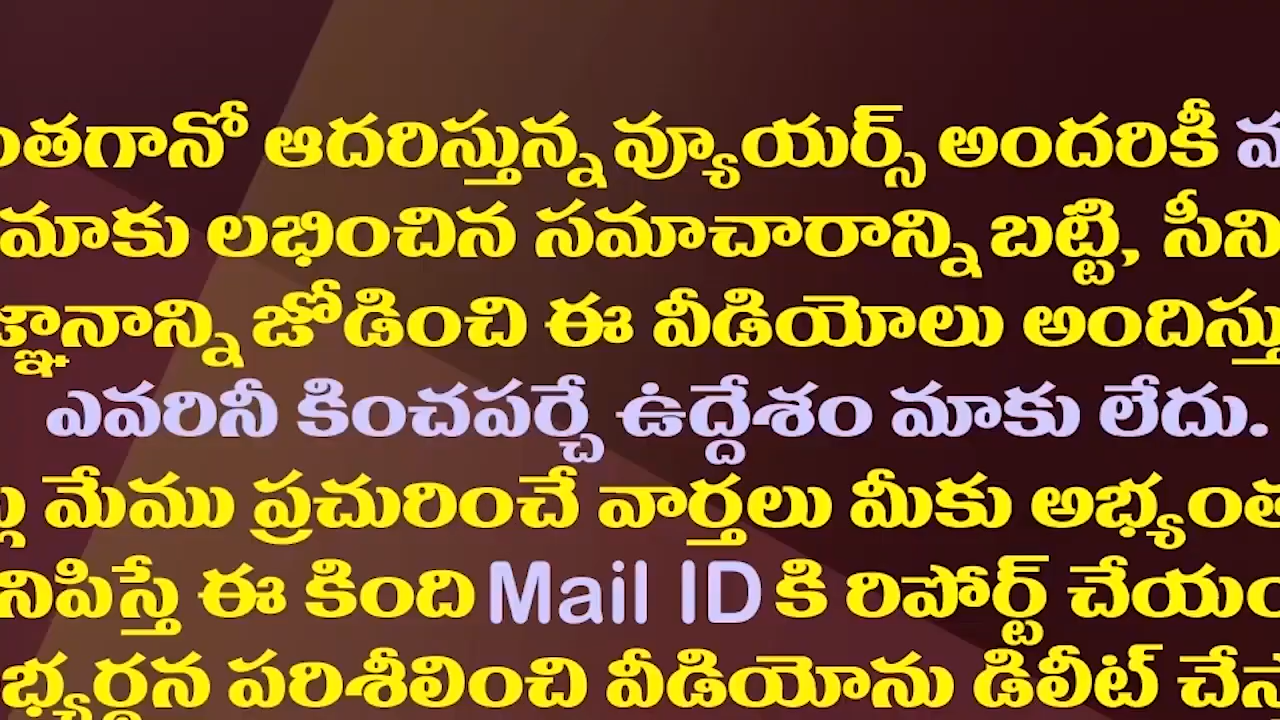 ంతగానో ఆదరిస్తున్న వ్యూయర్స్ అందరికీ
మాకు లభించిన సమాచారాన్ని బట్టి, సీని
జ్ఞానాన్ని జోడించి ఈ వీడియోలు అందిస్తు
ఎవరినీ కించపర్చే ఉద్దేశం మాకు లేదు.
మేము ప్రచురించే వార్తలు మీకు అభ్యంత
నిపిస్తే ఈ కింది Mail ID కి రిపోర్ట్ చేయం
భ్యర్థన పరిశీలించి వీడియోను డిలీట్ చేస